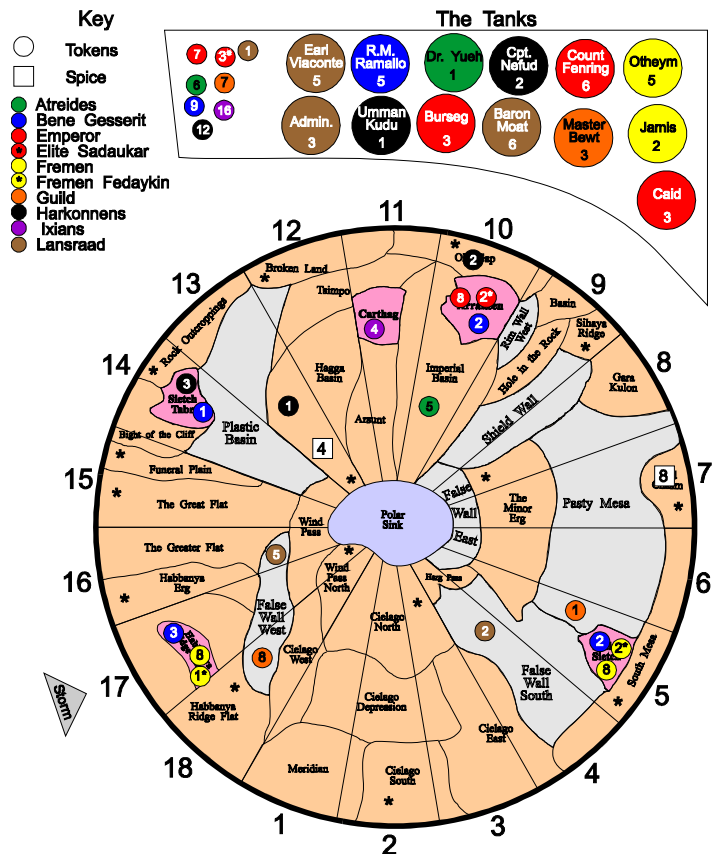 Key
Tokens
Spice
Atreides
Bene Gesserit
Emperor
Elite Sadaukar
*
Fremen
Fremen Fedaykin
*
Guild
Harkonnens
Ixians
Lansraad
The Tanks
7
3*
1
6
7
9
16
12
Earl
Viaconte
5
R.M.
Ramallo
5
Dr. Yueh
1
Cpt.
Nefud
2
Count
Fenring
6
Otheym
5
Admin.
3
Umman
Kudu
1
Burseg
3
Baron
Moat
6
Master
Bewt
3
Jamis
2
Caid
3
11
12
10
13
9
14
8
15
7
16
6
17
5
18
4
1
3
2
Storm
Broken Land
Tsimpo
Carthag
4
2
8
2*
2
Rim Wall
West
Basin
Sihaya
Ridge
Hole in the Rock
Gara
Kulon
Shield Wall
Rock Outcroppings
Hagga
Basin
Imperial
Basin
Arsunt
5
1
4
3
Sietch
1
Plastic
Basin
Bight of the Cliff
Funeral Plain
The Great Flat
The Greater Flat
Habbanya
Erg
Wind
Pass
Polar
Sink
Wind
Pass
North
False
Wall
East
The
Minor
Erg
Pasty Mesa
8
Harg Pass
Cielago
North
5
False
Wall
West
8
Cielago
West
3
8
1*
Habbanya
Ridge Flat
2
False
Wall
South
1
2
2*
8
South Mesa
Cielago
Depression
Cielago
East
Meridian
Cielago
South